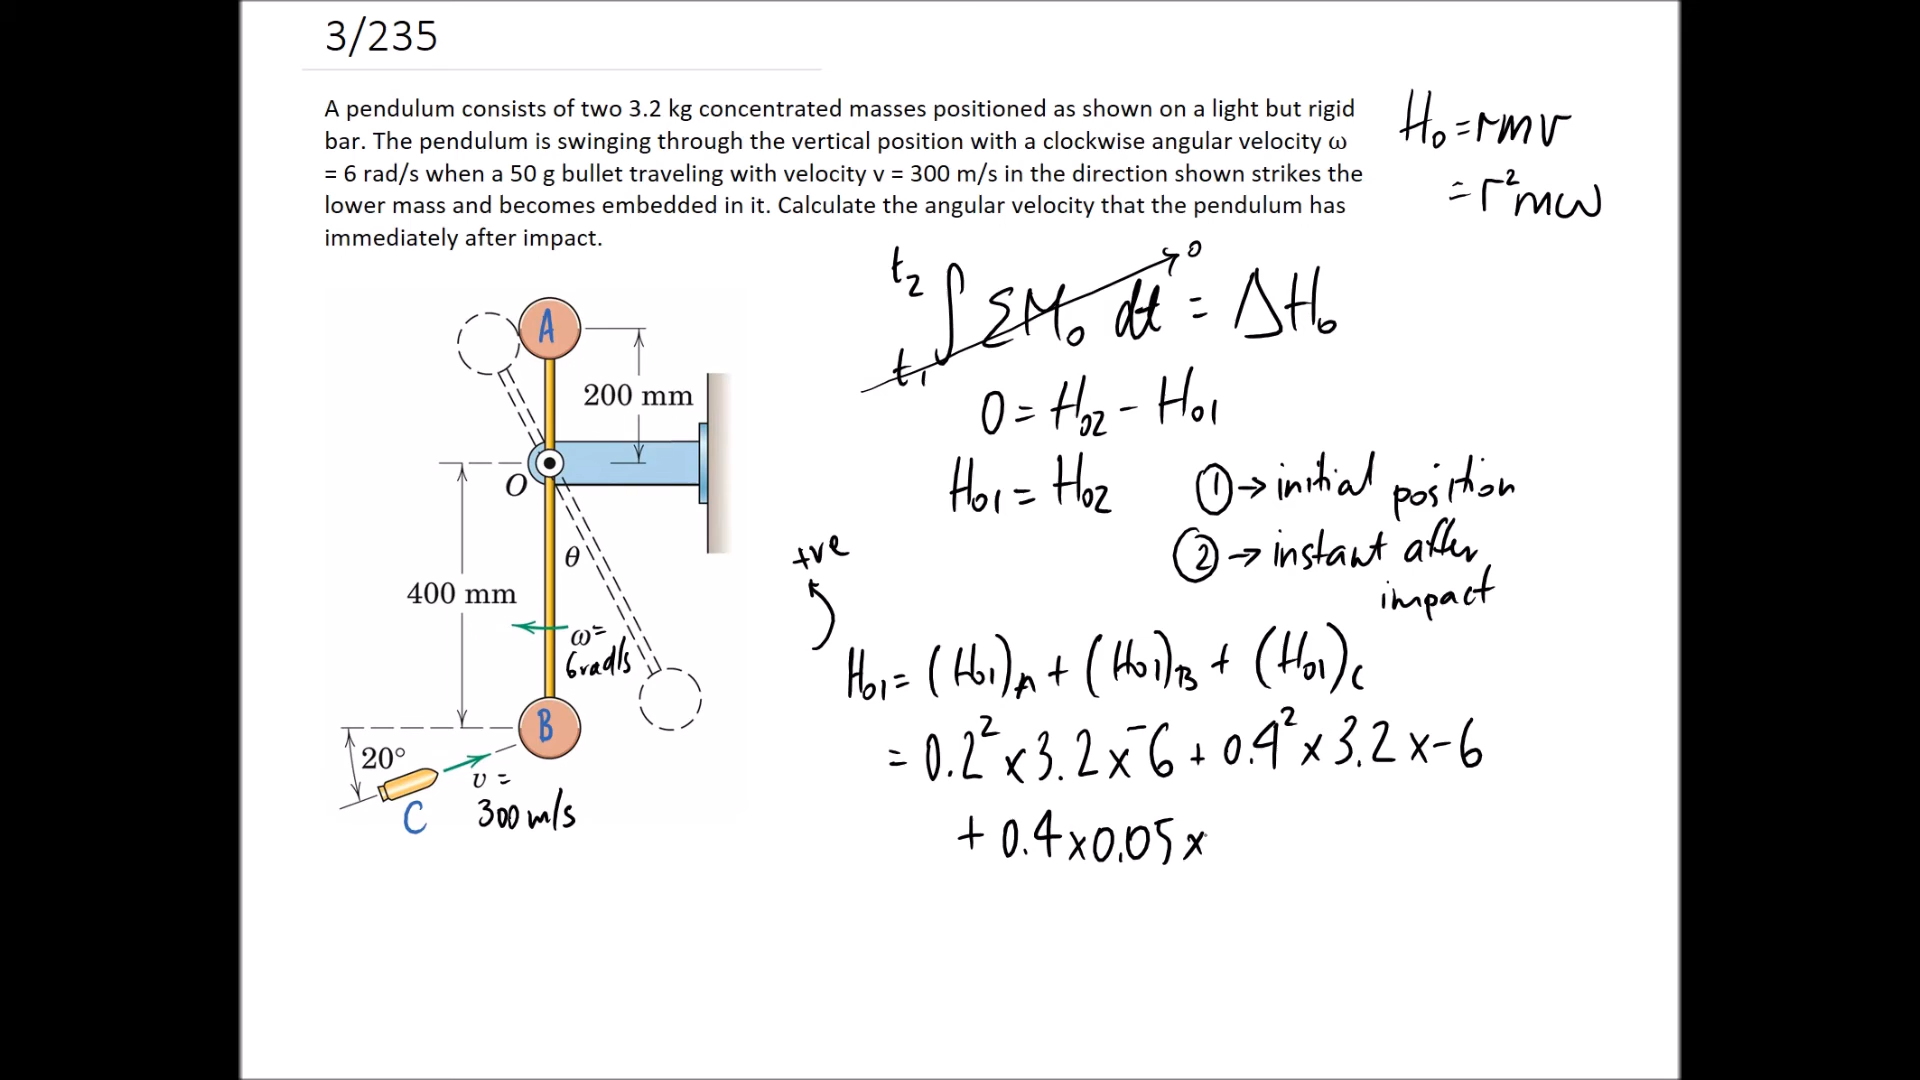 3/235
A pendulum consists of two 3.2 kg concentrated masses positioned as shown on a light but rigid
bar. The pendulum is swinging through the vertical position with a clockwise angular velocity ω
= 6 rad/s when a 50 g bullet traveling with velocity v = 300 m/s in the direction shown strikes the
lower mass and becomes embedded in it. Calculate the angular velocity that the pendulum has
immediately after impact.
H₀ = rmv
= r²mω
A
200 mm
O
θ
400 mm
ω =
6 rad/s
B
20°
v =
300 m/s
C
t₂
∫ ΣM₀ dt = ΔH₀
0
t₁
0 = H₀₂ - H₀₁
H₀₁ = H₀₂
① → initial position
② → instant after
impact
+ve
H₀₁ = (H₀₁)A + (H₀₁)B + (H₀₁)C
= 0.2² x 3.2 x -6 + 0.4² x 3.2 x -6
+ 0.4 x 0.05 x